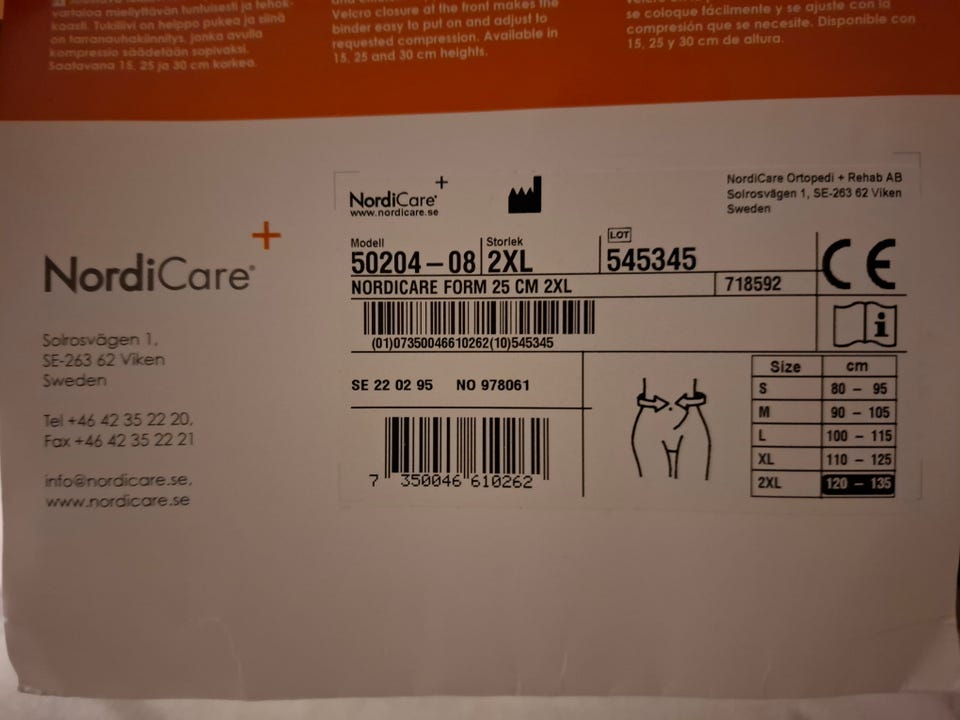 vartaloa miellyttävän tuntuisesti ja tehok-
kaasti. Tukiliivi on helppo pukea ja siinä
on tarranauhakiinnitys, jonka avulla
kompressio säädetään sopivaksi.
Saatavana 15, 25 ja 30 cm korkea.
Velcro closure at the front makes the
binder easy to put on and adjust to
requested compression. Available in
15, 25 and 30 cm heights.
se coloque fácilmente y se ajuste con la
compresión que se necesite. Disponible con
15, 25 y 30 cm de altura.
NordiCare
Solrosvägen 1,
SE-263 62 Viken
Sweden
Tel +46 42 35 22 20,
Fax +46 42 35 22 21
info@nordicare.se,
www.nordicare.se
NordiCare
www.nordicare.se
NordiCare Ortopedi + Rehab AB
Solrosvägen 1, SE-263 62 Viken
Sweden
Modell Storlek LOT
50204-08 2XL 545345
NORDICARE FORM 25 CM 2XL 718592
CE
i
(01)07350046610262(10)545345
SE 22 02 95 NO 978061
7 350046 610262
Size cm
S 80 - 95
M 90 - 105
L 100 - 115
XL 110 - 125
2XL 120 - 135